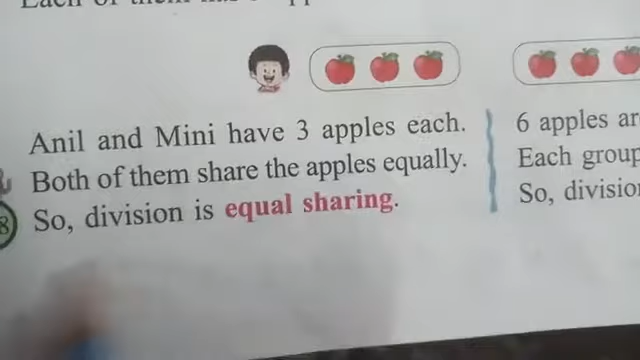 Anil and Mini have 3 apples each.
Both of them share the apples equally.
So, division is equal sharing.
6 apples ar
Each group
So, divisio
8